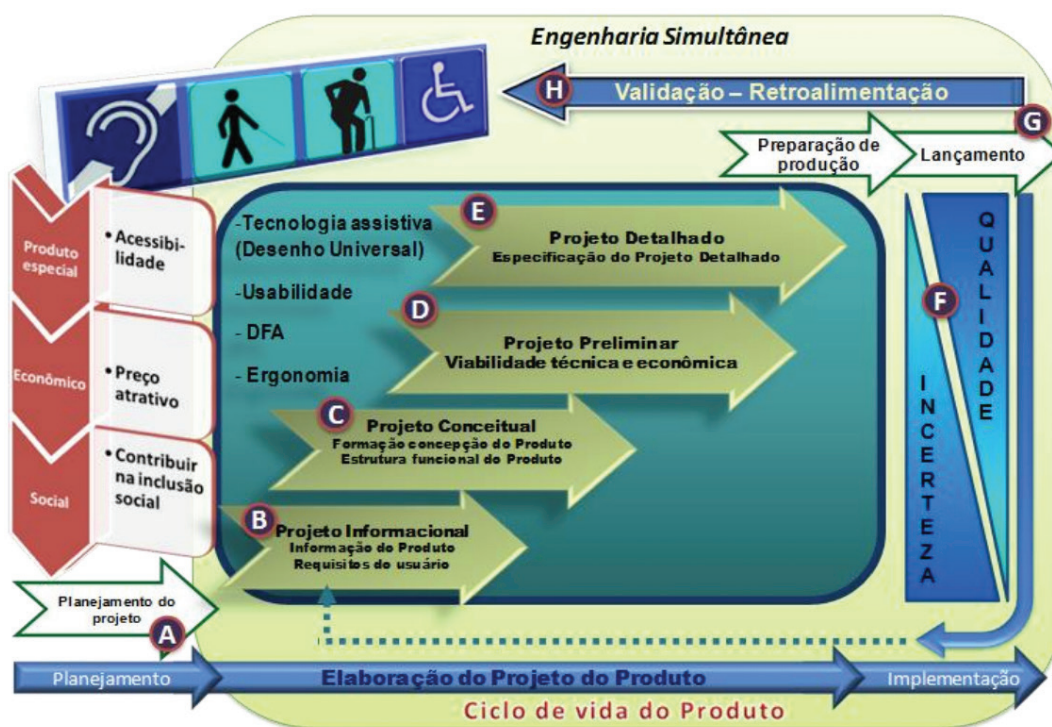 Engenharia Simultânea
H
Validação – Retroalimentação
G
Preparação de
produção
Lançamento
Produto
especial
• Acessibi-
lidade
Econômico
• Preço
atrativo
Social
• Contribuir
na inclusão
social
-Tecnologia assistiva
(Desenho Universal)
- Usabilidade
- DFA
- Ergonomia
E
Projeto Detalhado
Especificação do Projeto Detalhado
D
Projeto Preliminar
Viabilidade técnica e econômica
C
Projeto Conceitual
Formação concepção do Produto
Estrutura funcional do Produto
B
Projeto Informacional
Informação do Produto
Requisitos do usuário
F
QUALIDADE
INCERTEZA
Planejamento do
projeto
A
Planejamento
Elaboração do Projeto do Produto
Implementação
Ciclo de vida do Produto